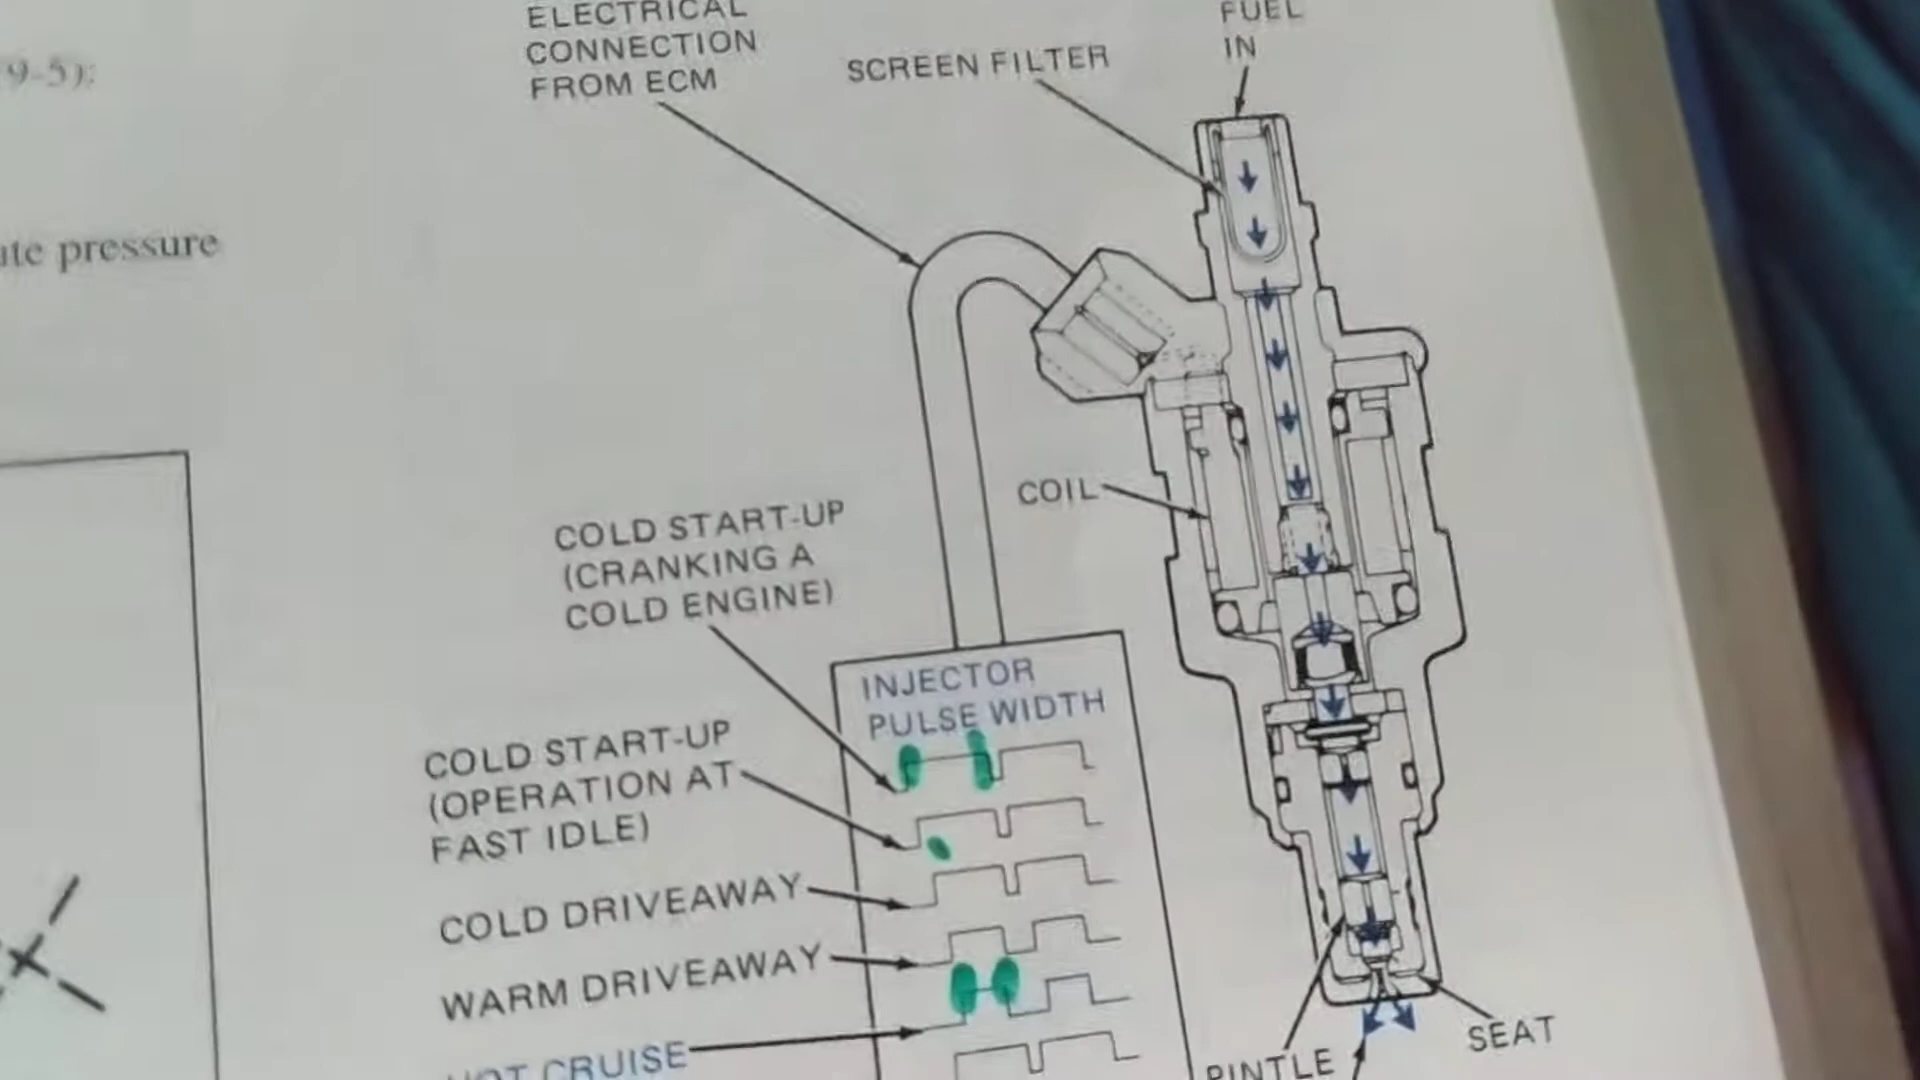 9-5):
pressure
ELECTRICAL
CONNECTION
FROM ECM
SCREEN FILTER
FUEL
IN
COIL
COLD START-UP
(CRANKING A
COLD ENGINE)
INJECTOR
PULSE WIDTH
COLD START-UP
(OPERATION AT
FAST IDLE)
COLD DRIVEAWAY
WARM DRIVEAWAY
HOT CRUISE
PINTLE
SEAT